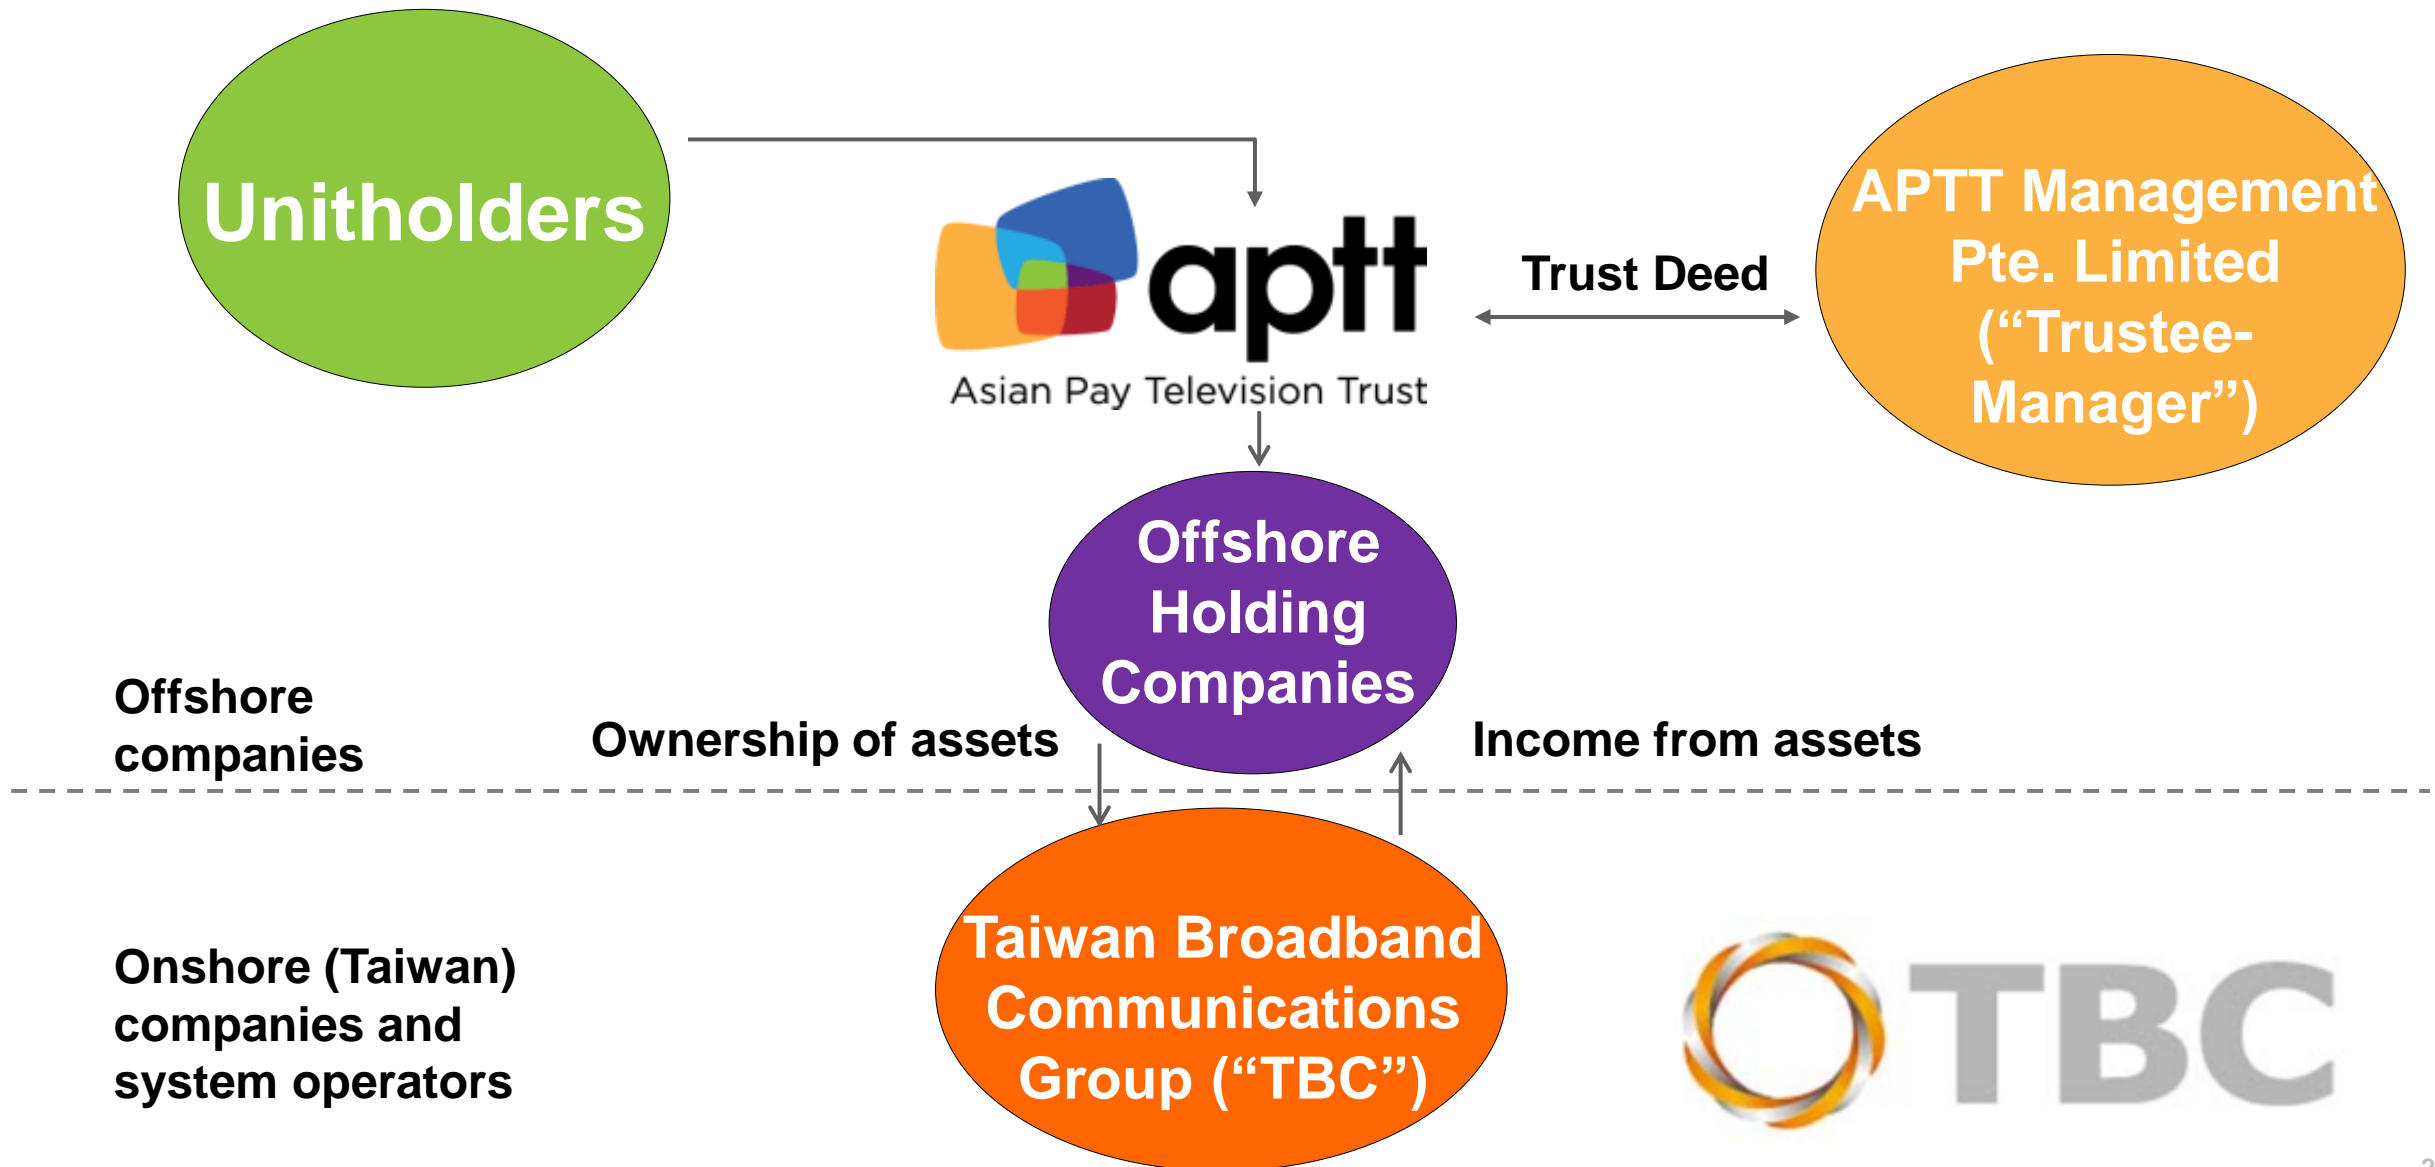 Unitholders
aptt
Asian Pay Television Trust
Trust Deed
APTT Management
Pte. Limited
(“Trustee-
Manager”)
Offshore
Holding
Companies
Offshore
companies
Ownership of assets
Income from assets
Onshore (Taiwan)
companies and
system operators
Taiwan Broadband
Communications
Group (“TBC”)
TBC